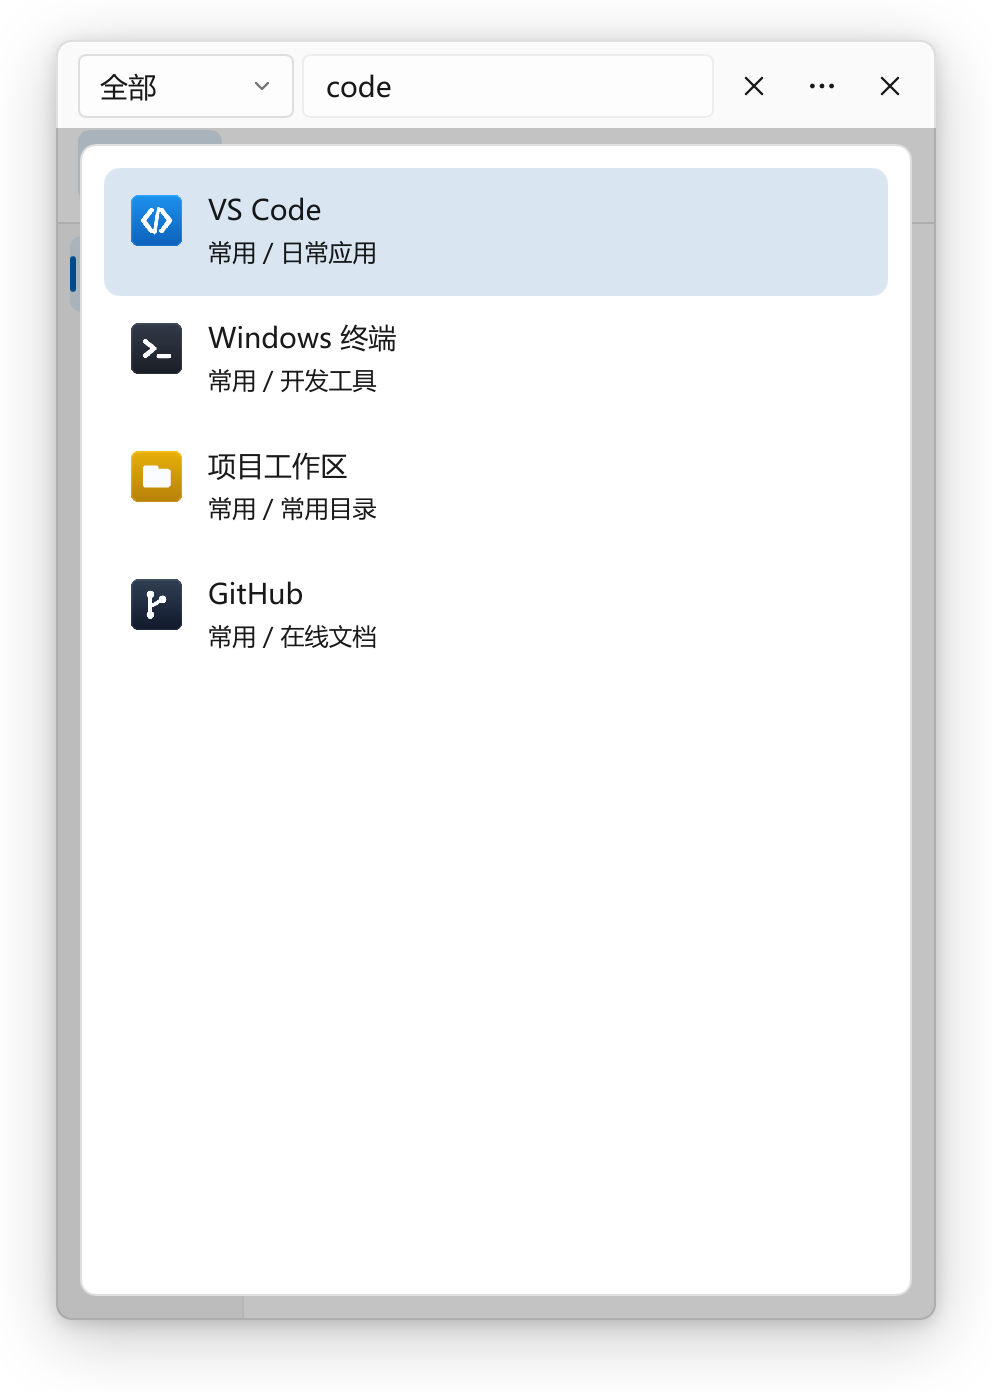 全部
code
VS Code
常用 / 日常应用
Windows 终端
常用 / 开发工具
项目工作区
常用 / 常用目录
GitHub
常用 / 在线文档